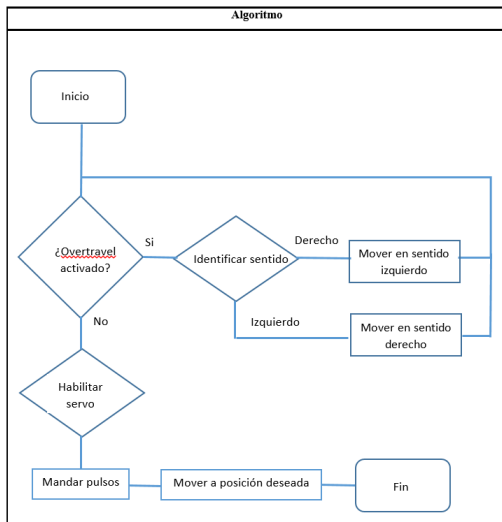 Algoritmo
Inicio
¿Overtravel
activado?
Si
Identificar sentido
Derecho
Mover en sentido
izquierdo
Izquierdo
Mover en sentido
derecho
No
Habilitar
servo
Mandar pulsos
Mover a posición deseada
Fin